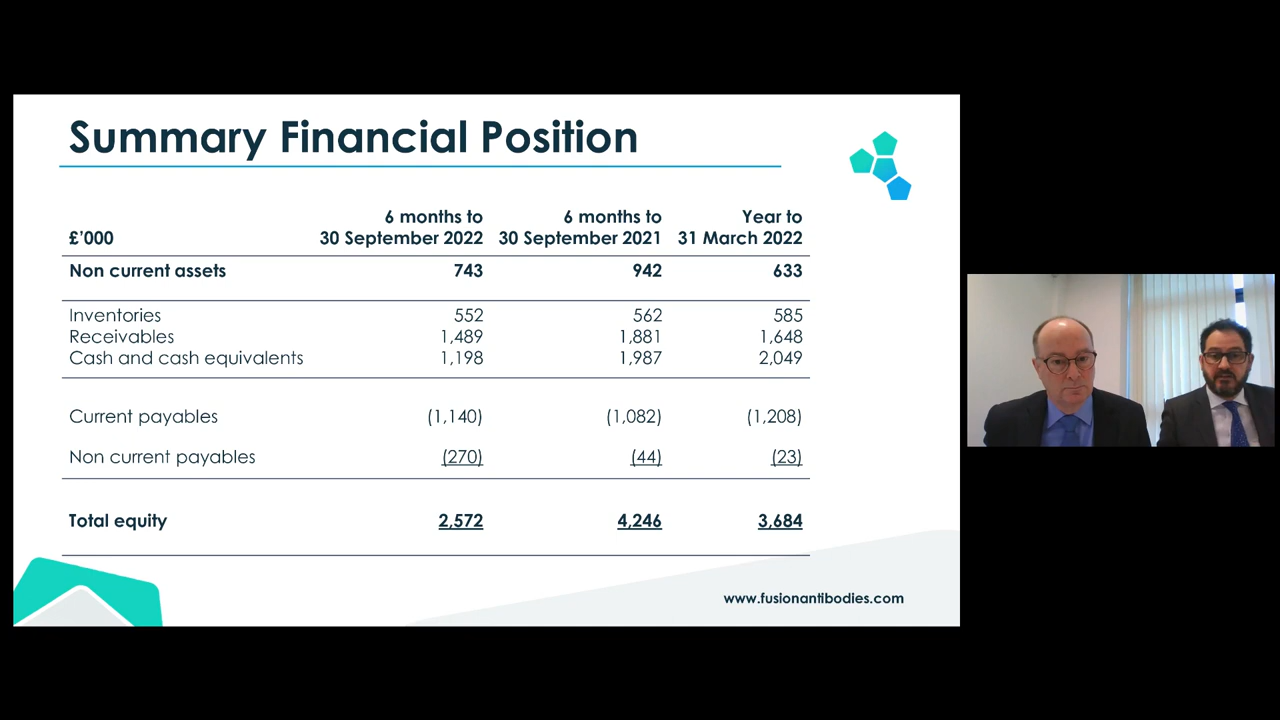 Summary Financial Position
6 months to 6 months to Year to
£’000 30 September 2022 30 September 2021 31 March 2022
Non current assets 743 942 633
Inventories 552 562 585
Receivables 1,489 1,881 1,648
Cash and cash equivalents 1,198 1,987 2,049
Current payables (1,140) (1,082) (1,208)
Non current payables (270) (44) (23)
Total equity 2,572 4,246 3,684
www.fusionantibodies.com